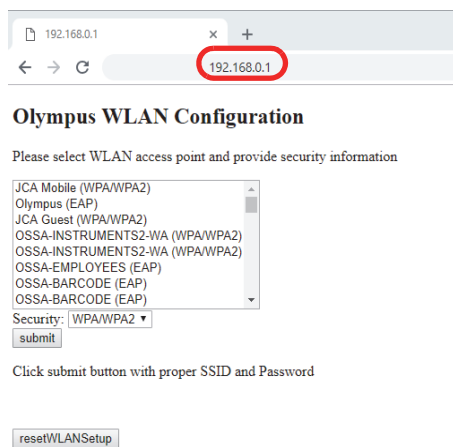 192.168.0.1
192.168.0.1
Olympus WLAN Configuration
Please select WLAN access point and provide security information
JCA Mobile (WPA/WPA2)
Olympus (EAP)
JCA Guest (WPA/WPA2)
OSSA-INSTRUMENTS2-WA (WPA/WPA2)
OSSA-INSTRUMENTS2-WA (WPA/WPA2)
OSSA-EMPLOYEES (EAP)
OSSA-BARCODE (EAP)
OSSA-BARCODE (EAP)
Security: WPA/WPA2
submit
Click submit button with proper SSID and Password
resetWLANSetup